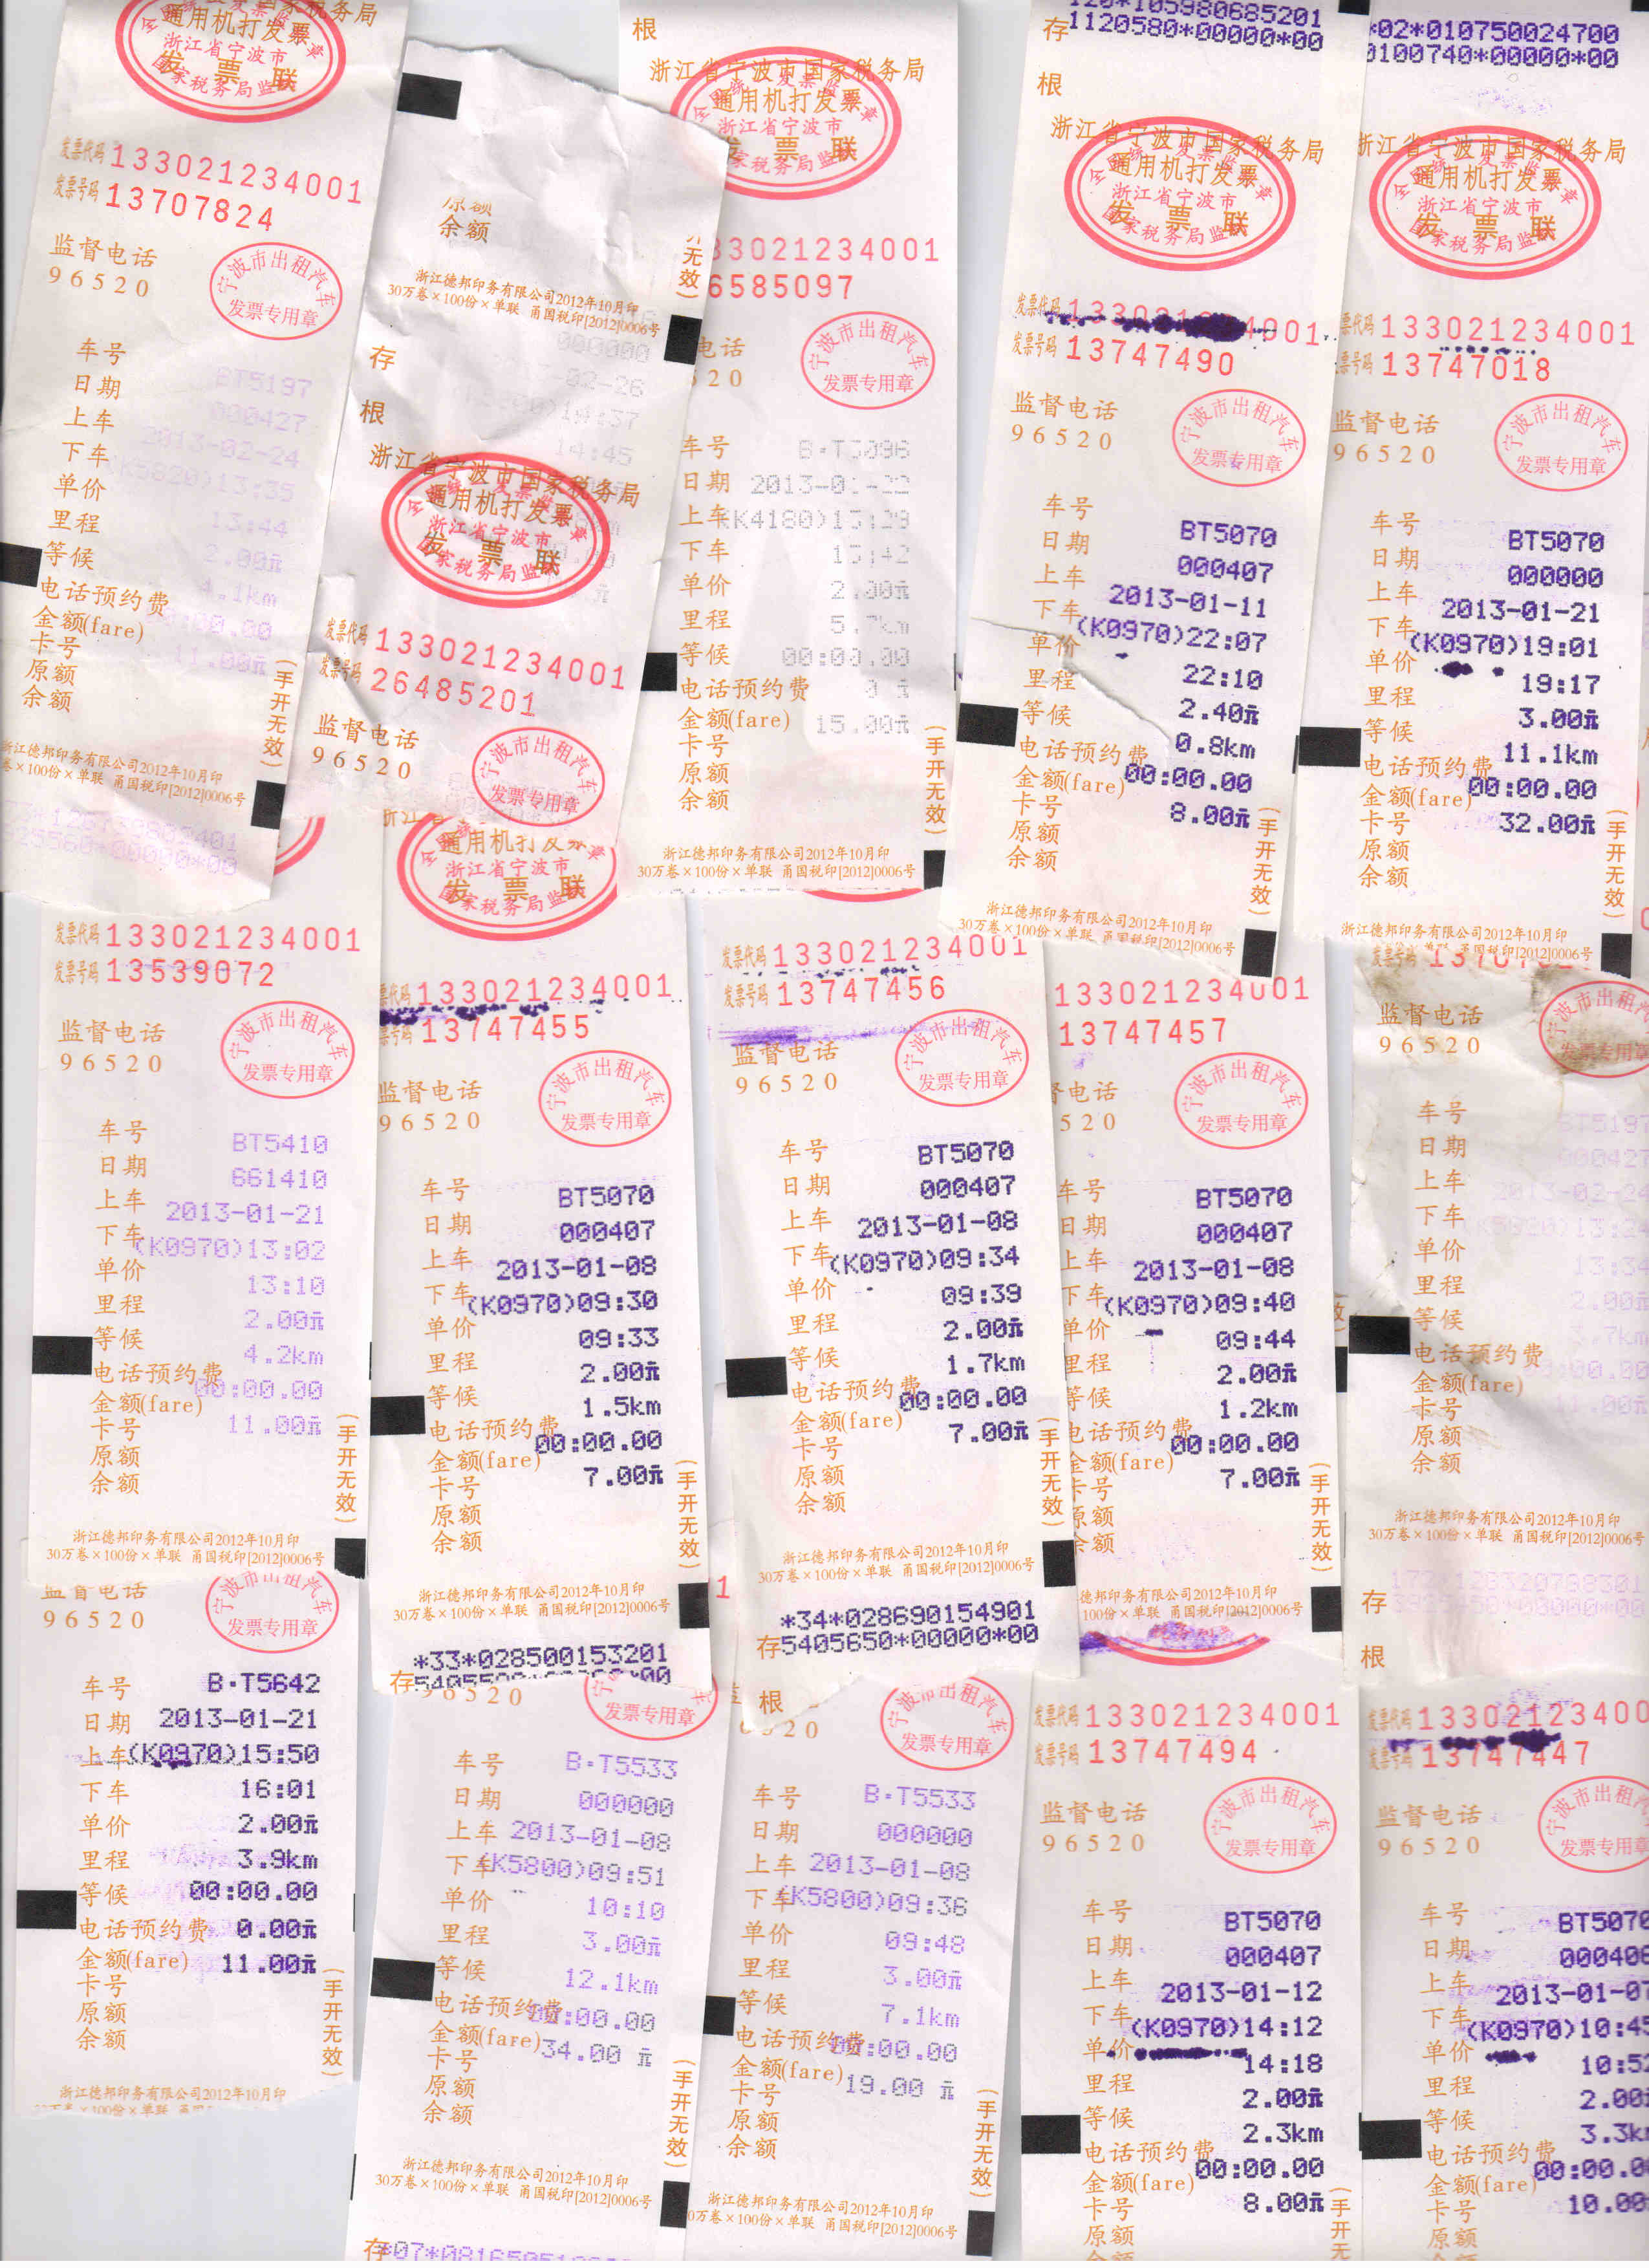 国家税务局
通用机打发票
浙江省宁波市
发票联
国家税务局监
发票代码 133021234001
发票号码 13707824
监督电话
96520
宁波市出租汽车
发票专用章
车号 BT5197
日期 000427
上车 2013-02-24
下车 (K5820)13:35
单价 13:44
里程 2.00元
等候 4.1km
电话预约费 00:00.00
金额(fare) 11.00元
卡号
原额
余额
(手开无效)
浙江德邦印务有限公司2012年10月印
卷×100份×单联 甬国税印[2012]0006号
原额
余额
浙江德邦印务有限公司2012年10月印
30万卷×100份×单联 甬国税印[2012]0006号
存
000000
02-26
14:37
根
14:45
浙江省宁波市国家税务局
通用机打发票
浙江省宁波市
发票联
国家税务局监
发票代码 133021234001
发票号码 26485201
监督电话
96520
宁波市出租汽车
发票专用章
根
浙江省宁波市国家税务局
通用机打发票
浙江省宁波市
发票联
33021234001
6585097
电话
520
宁波市出租汽车
发票专用章
车号
日期
上车 (K4180)
下车
单价 2.00元
里程
等候 00:00.00
电话预约费
金额(fare) 15.00元
卡号
原额
余额
(手开无效)
浙江德邦印务有限公司2012年10月印
30万卷×100份×单联 甬国税印[2012]0006号
120*105980685201
存1120580*00000*00
根
浙江省宁波市国家税务局
通用机打发票
浙江省宁波市
发票联
国家税务局监
发票代码
发票号码 13747490
监督电话
96520
宁波市出租汽车
发票专用章
车号 BT5070
日期 000407
上车 2013-01-11
下车 (K0970)22:07
单价 22:10
里程 2.40元
等候 0.8km
电话预约费 00:00.00
金额(fare) 8.00元
卡号
原额
余额
(手开无效)
浙江德邦印务有限公司2012年10月印
30万卷×100份×单联 甬国税印[2012]0006号
*02*010750024700
0100740*00000*00
浙江省宁波市国家税务局
通用机打发票
浙江省宁波市
发票联
国家税务局监
票代码 133021234001
票号码 13747018
监督电话
96520
宁波市出租汽车
发票专用章
车号 BT5070
日期 000000
上车 2013-01-21
下车 (K0970)19:01
单价 19:17
里程 3.00元
等候 11.1km
电话预约费 00:00.00
金额(fare) 32.00元
卡号
原额
余额
(手开无效)
浙江德邦印务有限公司2012年10月印
甬国税印[2012]0006号
发票代码 133021234001
发票号码 13539072
监督电话
96520
宁波市出租汽车
发票专用章
车号 BT5410
日期 661410
上车 2013-01-21
下车 (K0970)13:02
单价 13:10
里程 2.00元
等候 4.2km
电话预约费 00:00.00
金额(fare) 11.00元
卡号
原额
余额
(手开无效)
浙江德邦印务有限公司2012年10月印
30万卷×100份×单联 甬国税印[2012]0006号
浙江省宁波市
发票联
国家税务局监
票代码 133021234001
票号码 13747455
监督电话
96520
宁波市出租汽车
发票专用章
车号 BT5070
日期 000407
上车 2013-01-08
下车 (K0970)09:30
单价 09:33
里程 2.00元
等候 1.5km
电话预约费 00:00.00
金额(fare) 7.00元
卡号
原额
余额
(手开无效)
浙江德邦印务有限公司2012年10月印
30万卷×100份×单联 甬国税印[2012]0006号
*33*028500153201
存
发票代码 133021234001
发票号码 13747456
监督电话
96520
宁波市出租汽车
发票专用章
车号 BT5070
日期 000407
上车 2013-01-08
下车 (K0970)09:34
单价 09:39
里程 2.00元
等候 1.7km
电话预约费 00:00.00
金额(fare) 7.00元
卡号
原额
余额
(手开无效)
浙江德邦印务有限公司2012年10月印
30万卷×100份×单联 甬国税印[2012]0006号
*34*028690154901
存5405650*00000*00
根
133021234001
13747457
电话
520
宁波市出租汽车
发票专用章
车号 BT5070
日期 000407
上车 2013-01-08
下车 (K0970)09:40
单价 09:44
里程 2.00元
等候 1.2km
电话预约费 00:00.00
金额(fare) 7.00元
卡号
原额
余额
(手开无效)
德邦印务有限公司2012年10月印
100份×单联 甬国税印[2012]0006号
监督电话
96520
发票专用
车号 BT5197
日期 000427
上车
下车
单价 13:34
里程 2.00元
等候
电话预约费
金额(fare) 11.00
卡号
原额
余额
浙江德邦印务有限公司2012年10月印
30万卷×100份×单联 甬国税印[2012]0006号
存
根
监督电话
96520
宁波市出租汽车
发票专用章
车号 B·T5642
日期 2013-01-21
上车 (K0970)15:50
下车 16:01
单价 2.00元
里程 3.9km
等候 00:00.00
电话预约费 0.00元
金额(fare) 11.00元
卡号
原额
余额
(手开无效)
浙江德邦印务有限公司2012年10月印
96520
发票专用章
车号 B·T5533
日期 000000
上车 2013-01-08
下车 (K5800)09:51
单价 10:10
里程 3.00元
等候 12.1km
电话预约费 00:00.00
金额(fare) 34.00 元
卡号
原额
余额
(手开无效)
浙江德邦印务有限公司2012年10月印
30万卷×100份×单联 甬国税印[2012]0006号
存
6520
发票专用章
车号 B·T5533
日期 000000
上车 2013-01-08
下车 (K5800)09:36
单价 09:48
里程 3.00元
等候 7.1km
电话预约费 00:00.00
金额(fare) 19.00 元
卡号
原额
余额
(手开无效)
浙江德邦印务有限公司2012年10月印
0万卷×100份×单联 甬国税印[2012]0006号
发票代码 133021234001
发票号码 13747494
监督电话
96520
宁波市出租汽车
发票专用章
车号 BT5070
日期 000407
上车 2013-01-12
下车 (K0970)14:12
单价 14:18
里程 2.00元
等候 2.3km
电话预约费 00:00.00
金额(fare) 8.00元
卡号
原额
(手开无
发票代码 13302123400
发票号码 13747447
监督电话
96520
宁波市出租汽
发票专用章
车号 BT5070
日期 00040
上车 2013-01-0
下车 (K0970)10:45
单价 10:52
里程 2.00
等候 3.3k
电话预约费 00:00.0
金额(fare) 10.00
卡号
原额